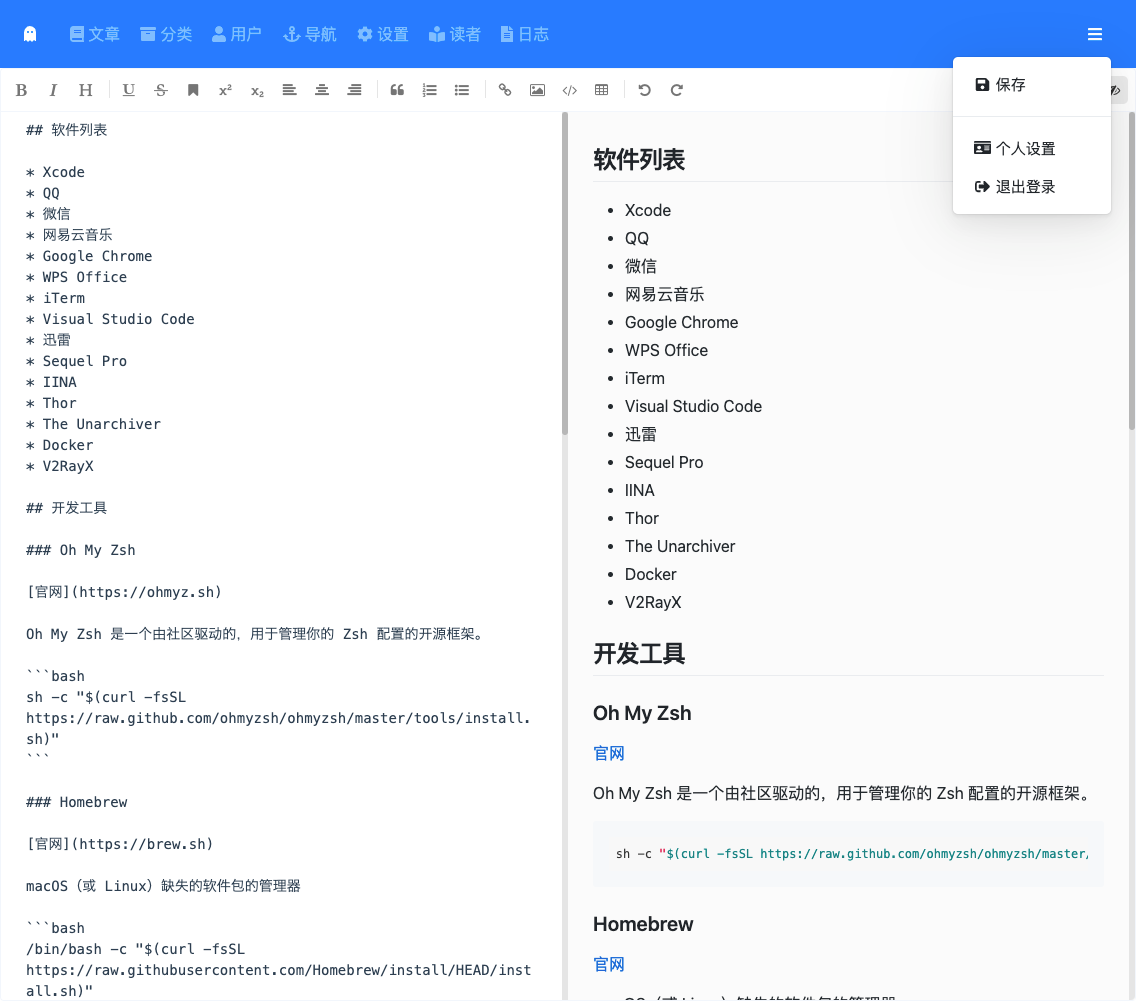 文章 分类 用户 导航 设置 读者 日志
保存
个人设置
退出登录
B I H U S x² x₂
## 软件列表
* Xcode
* QQ
* 微信
* 网易云音乐
* Google Chrome
* WPS Office
* iTerm
* Visual Studio Code
* 迅雷
* Sequel Pro
* IINA
* Thor
* The Unarchiver
* Docker
* V2RayX
## 开发工具
### Oh My Zsh
[官网](https://ohmyz.sh)
Oh My Zsh 是一个由社区驱动的，用于管理你的 Zsh 配置的开源框架。
```bash
sh -c "$(curl -fsSL
https://raw.github.com/ohmyzsh/ohmyzsh/master/tools/install.
sh)"
```
### Homebrew
[官网](https://brew.sh)
macOS（或 Linux）缺失的软件包的管理器
```bash
/bin/bash -c "$(curl -fsSL
https://raw.githubusercontent.com/Homebrew/install/HEAD/inst
all.sh)"
软件列表
• Xcode
• QQ
• 微信
• 网易云音乐
• Google Chrome
• WPS Office
• iTerm
• Visual Studio Code
• 迅雷
• Sequel Pro
• IINA
• Thor
• The Unarchiver
• Docker
• V2RayX
开发工具
Oh My Zsh
官网
Oh My Zsh 是一个由社区驱动的，用于管理你的 Zsh 配置的开源框架。
sh -c "$(curl -fsSL https://raw.github.com/ohmyzsh/ohmyzsh/master/
Homebrew
官网